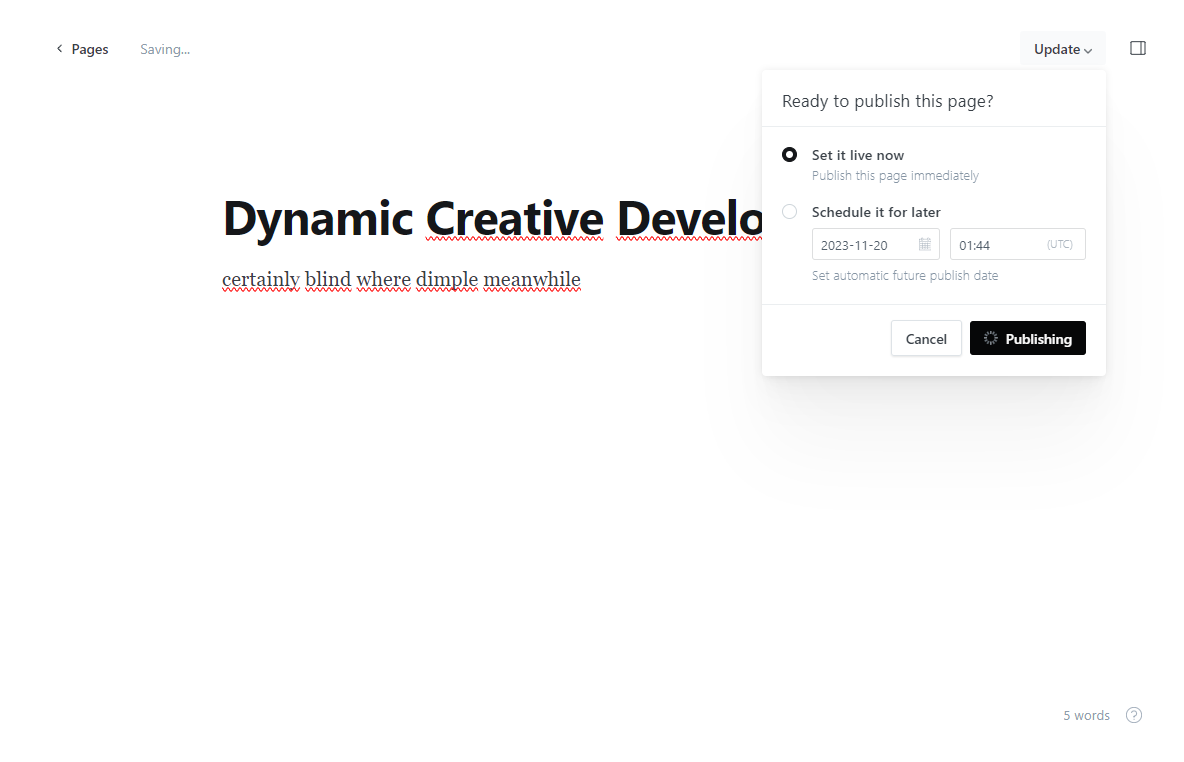 Pages
Saving...
Update
Ready to publish this page?
Set it live now
Publish this page immediately
Schedule it for later
2023-11-20
01:44 (UTC)
Set automatic future publish date
Cancel
Publishing
Dynamic Creative
certainly blind where dimple meanwhile
5 words
?